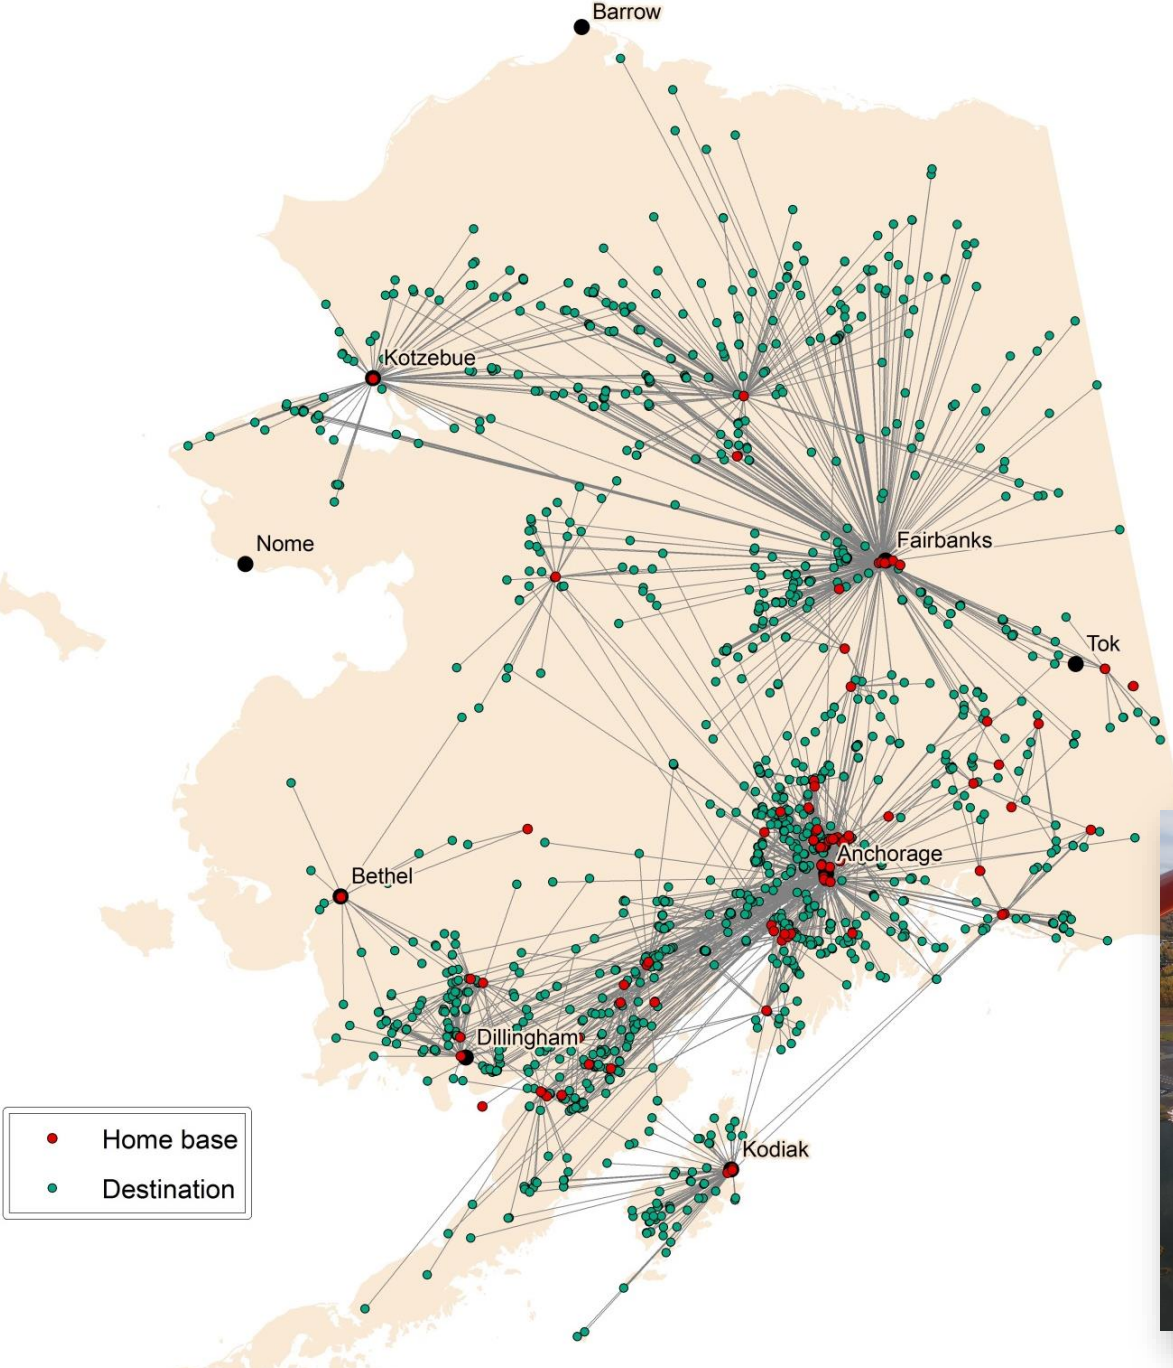 Barrow
Kotzebue
Nome
Fairbanks
Tok
Anchorage
Bethel
Dillingham
Kodiak
Home base
Destination